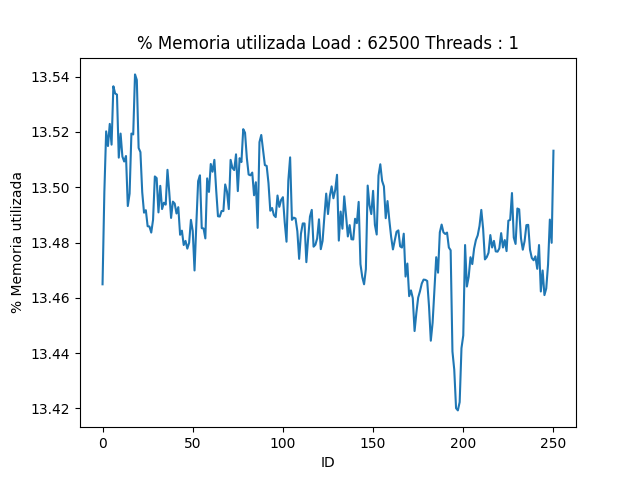 % Memoria utilizada Load : 62500 Threads : 1
% Memoria utilizada
13.54
13.52
13.50
13.48
13.46
13.44
13.42
0 50 100 150 200 250
ID